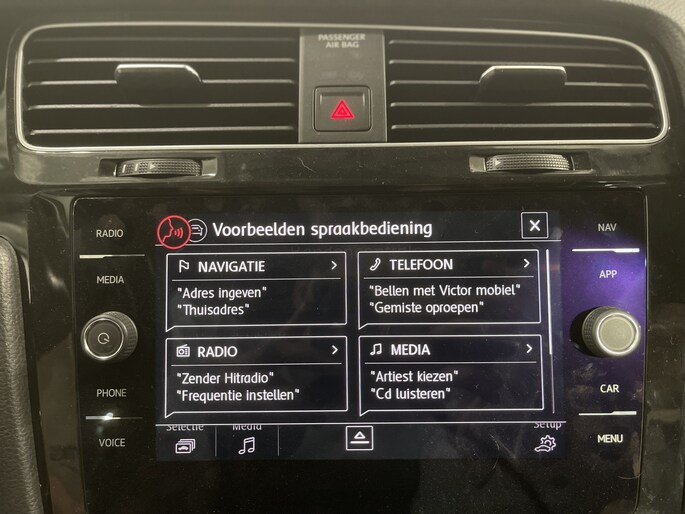 PASSENGER
AIR BAG
RADIO
MEDIA
PHONE
VOICE
Voorbeelden spraakbediening
X
NAVIGATIE
"Adres ingeven"
"Thuisadres"
TELEFOON
"Bellen met Victor mobiel"
"Gemiste oproepen"
RADIO
"Zender Hitradio"
"Frequentie instellen"
MEDIA
"Artiest kiezen"
"Cd luisteren"
Selectie
Media
Setup
NAV
APP
CAR
MENU